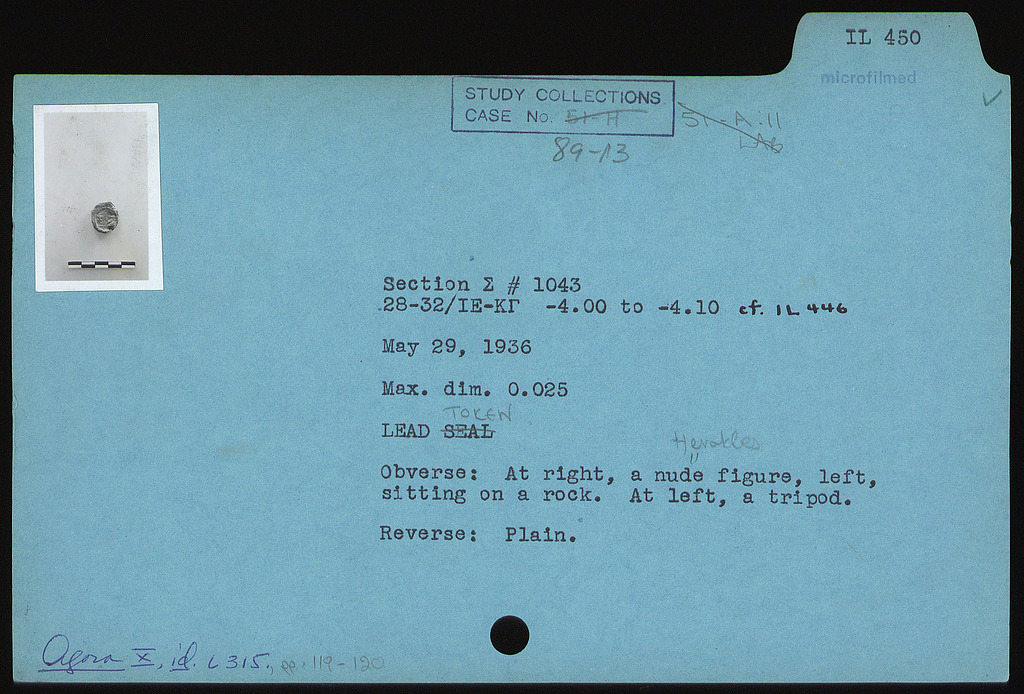 IL 450
microfilmed
STUDY COLLECTIONS
CASE No. 51-H 51-A:11
LAB
89-13
Section Σ # 1043
28-32/ΙΕ-ΚΓ -4.00 to -4.10 cf. IL 446
May 29, 1936
Max. dim. 0.025
TOKEN
LEAD SEAL
Herakles
Obverse: At right, a nude figure, left,
sitting on a rock. At left, a tripod.
Reverse: Plain.
Agora X, id. L 315., pp. 119-120